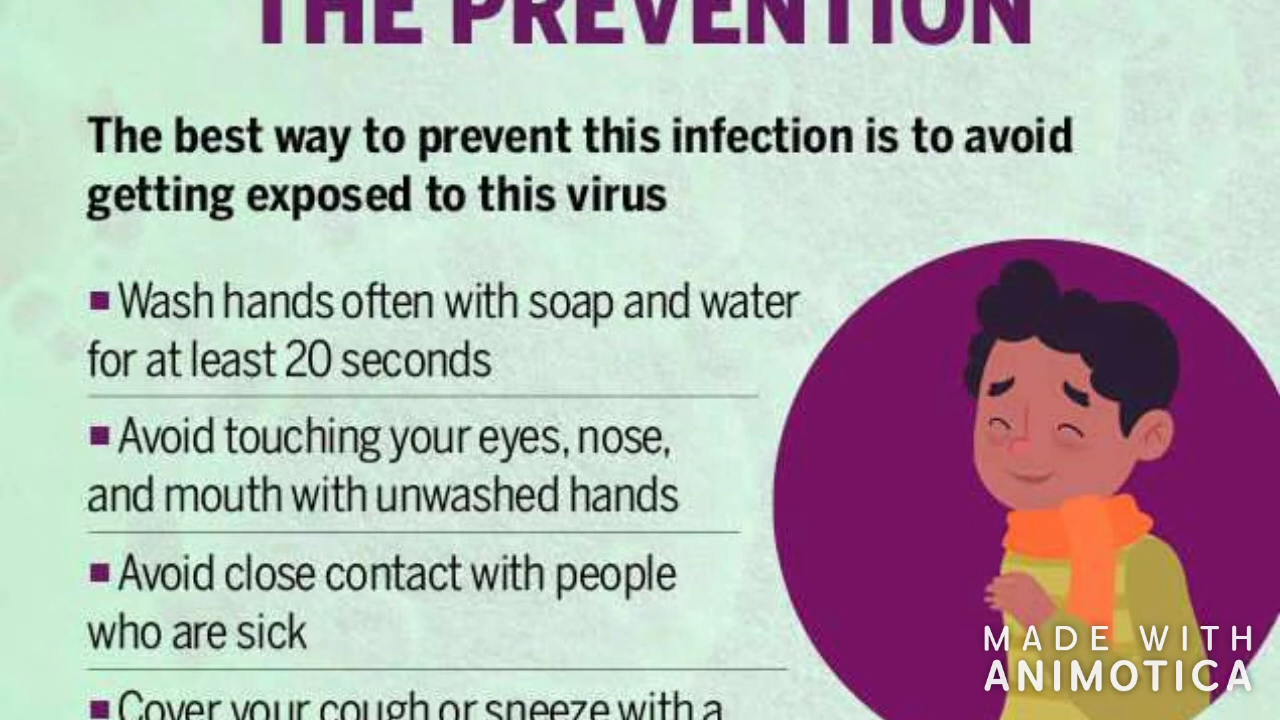 THE PREVENTION
The best way to prevent this infection is to avoid
getting exposed to this virus
▪ Wash hands often with soap and water
for at least 20 seconds
▪ Avoid touching your eyes, nose,
and mouth with unwashed hands
▪ Avoid close contact with people
who are sick
▪ Cover your cough or sneeze with a
MADE WITH
ANIMOTICA